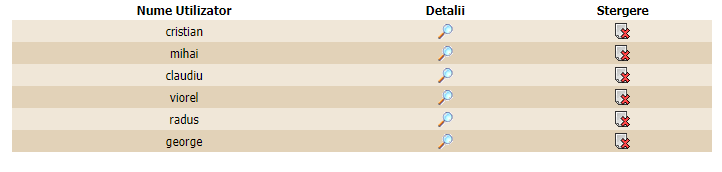 Nume Utilizator Detalii Stergere
cristian
mihai
claudiu
viorel
radus
george